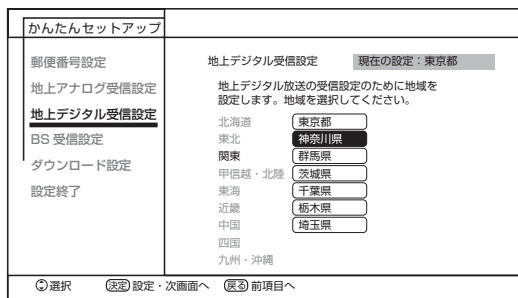 かんたんセットアップ
郵便番号設定
地上アナログ受信設定
地上デジタル受信設定
BS 受信設定
ダウンロード設定
設定終了
地上デジタル受信設定 現在の設定：東京都
地上デジタル放送の受信設定のために地域を
設定します。地域を選択してください。
北海道 東京都
東北 神奈川県
関東 群馬県
甲信越・北陸 茨城県
東海 千葉県
近畿 栃木県
中国 埼玉県
四国
九州・沖縄
選択 決定 設定・次画面へ 戻る 前項目へ